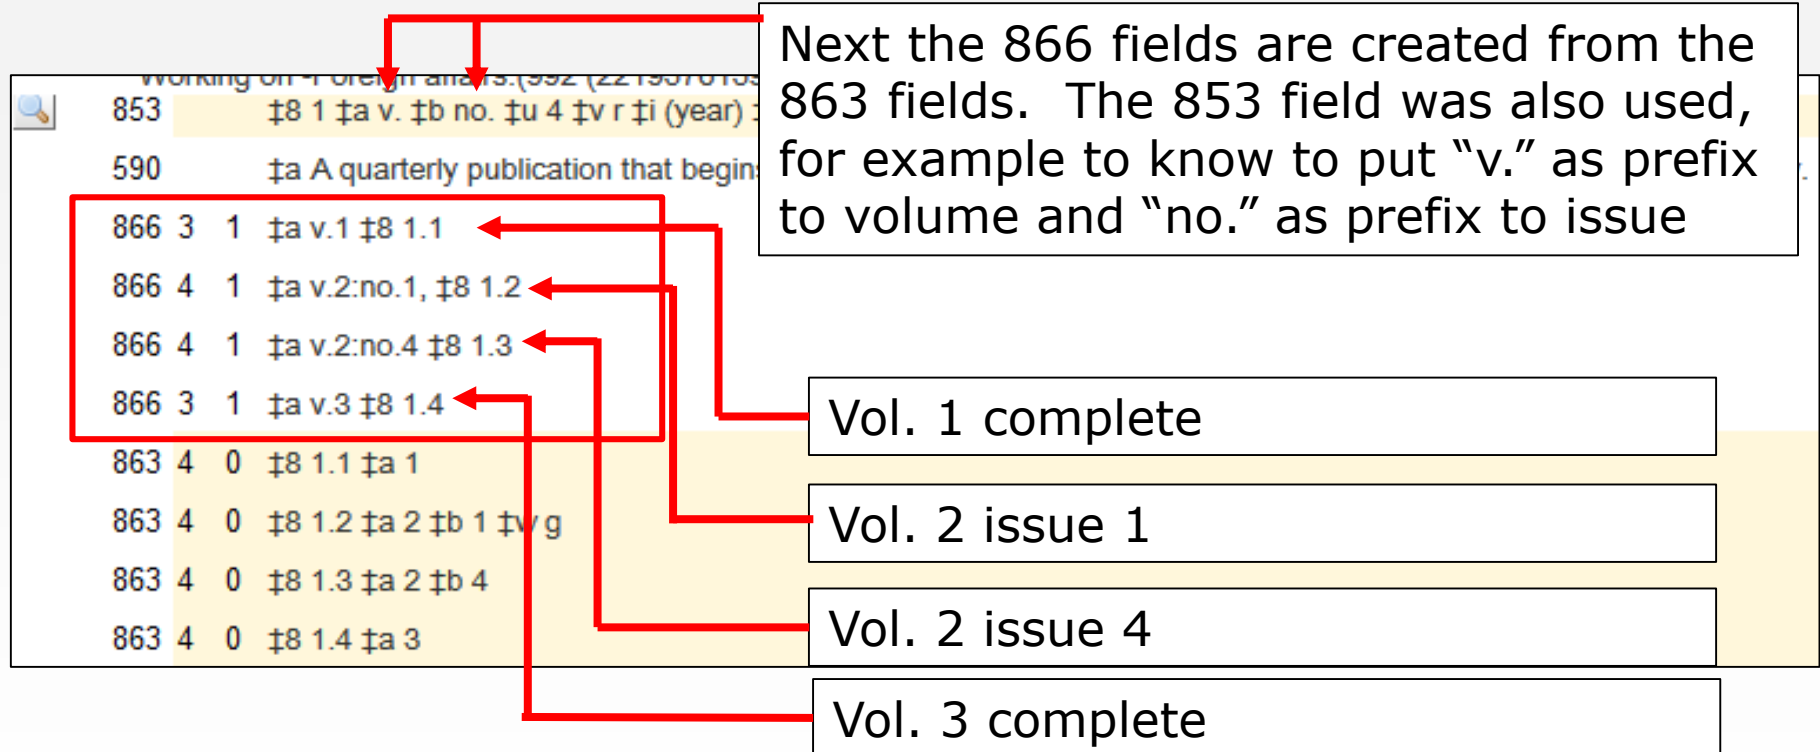 Next the 866 fields are created from the
863 fields. The 853 field was also used,
for example to know to put “v.” as prefix
to volume and “no.” as prefix to issue
Working on -Foreign affairs.(992 (22195761
853 ‡8 1 ‡a v. ‡b no. ‡u 4 ‡v r ‡i (year)
590 ‡a A quarterly publication that begins
866 3 1 ‡a v.1 ‡8 1.1
866 4 1 ‡a v.2:no.1, ‡8 1.2
866 4 1 ‡a v.2:no.4 ‡8 1.3
866 3 1 ‡a v.3 ‡8 1.4
Vol. 1 complete
863 4 0 ‡8 1.1 ‡a 1
863 4 0 ‡8 1.2 ‡a 2 ‡b 1 ‡w g
Vol. 2 issue 1
863 4 0 ‡8 1.3 ‡a 2 ‡b 4
863 4 0 ‡8 1.4 ‡a 3
Vol. 2 issue 4
Vol. 3 complete